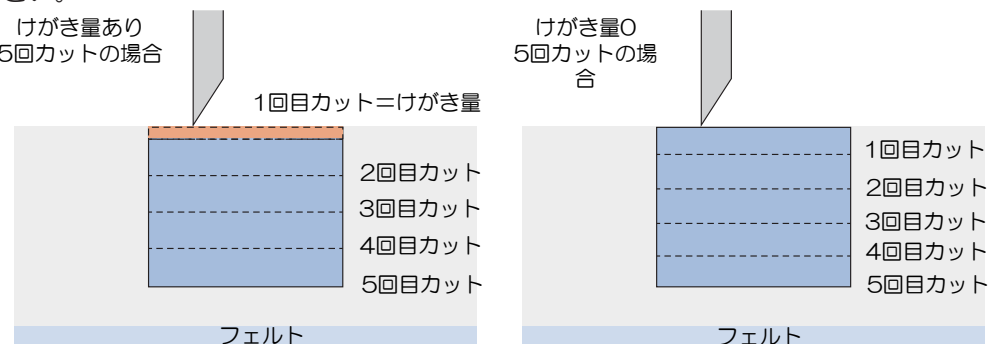 けがき量あり
5回カットの場合
1回目カット=けがき量
2回目カット
3回目カット
4回目カット
5回目カット
フェルト
けがき量0
5回カットの場
合
1回目カット
2回目カット
3回目カット
4回目カット
5回目カット
フェルト